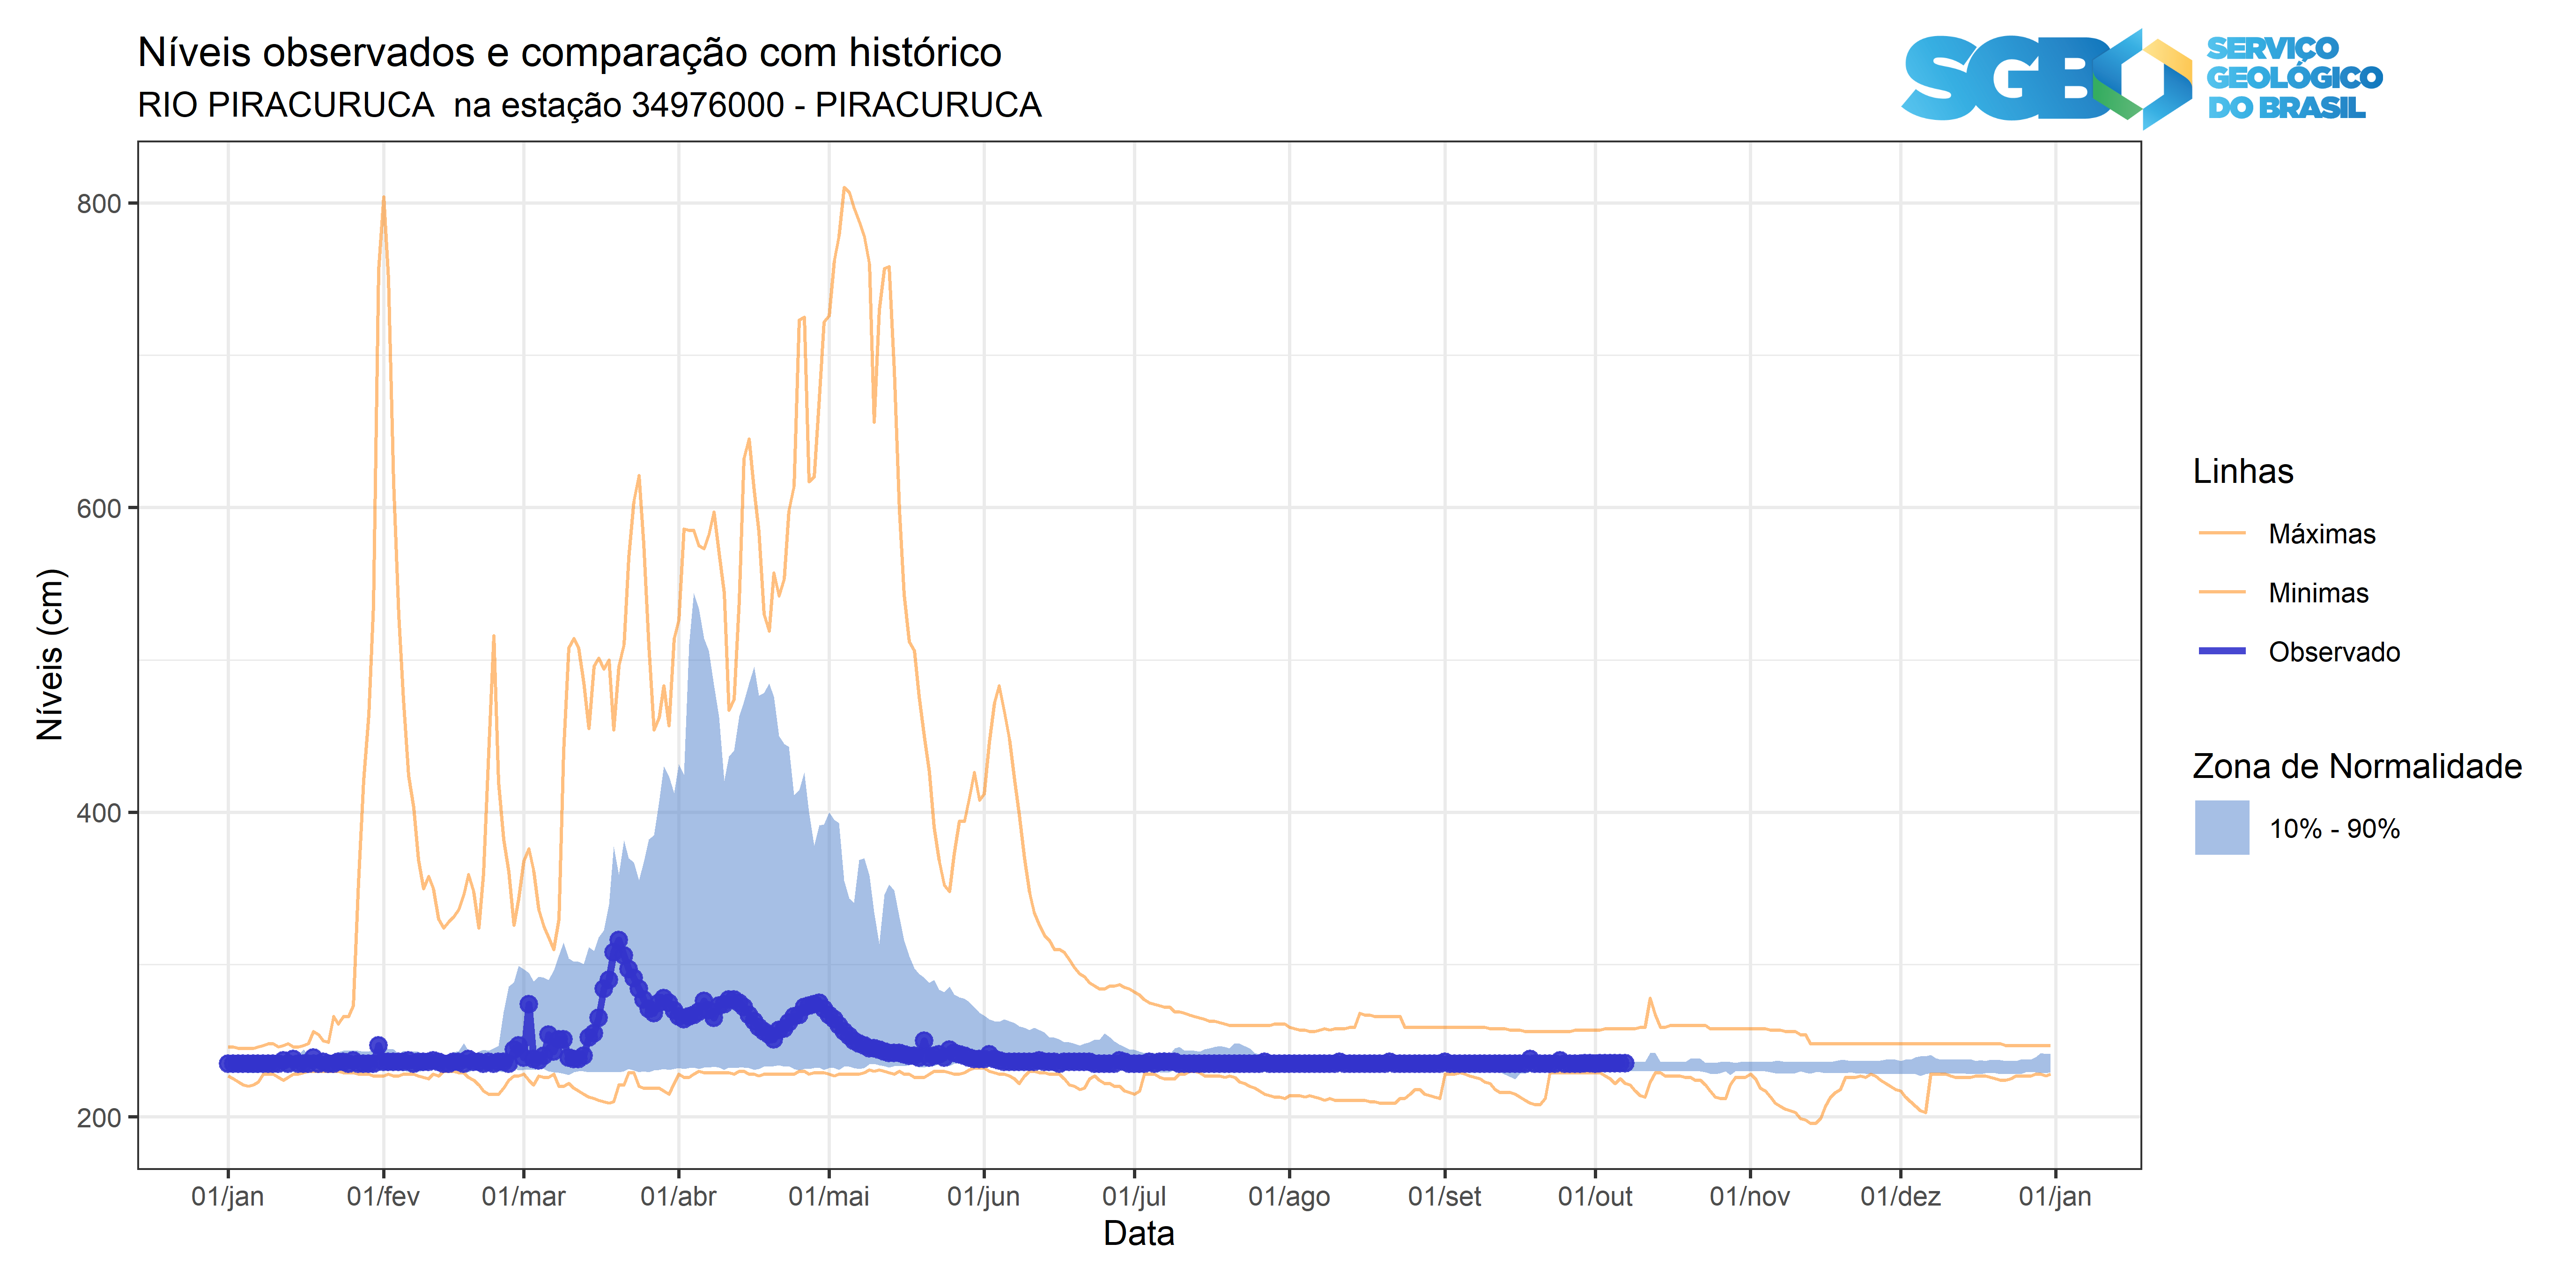 Níveis observados e comparação com histórico
RIO PIRACURUCA  na estação 34976000 - PIRACURUCA
SGB
SERVIÇO
GEOLÓGICO
DO BRASIL
Níveis (cm)
800
600
400
200
01/jan
01/fev
01/mar
01/abr
01/mai
01/jun
01/jul
01/ago
01/set
01/out
01/nov
01/dez
01/jan
Data
Linhas
Máximas
Minimas
Observado
Zona de Normalidade
10% - 90%